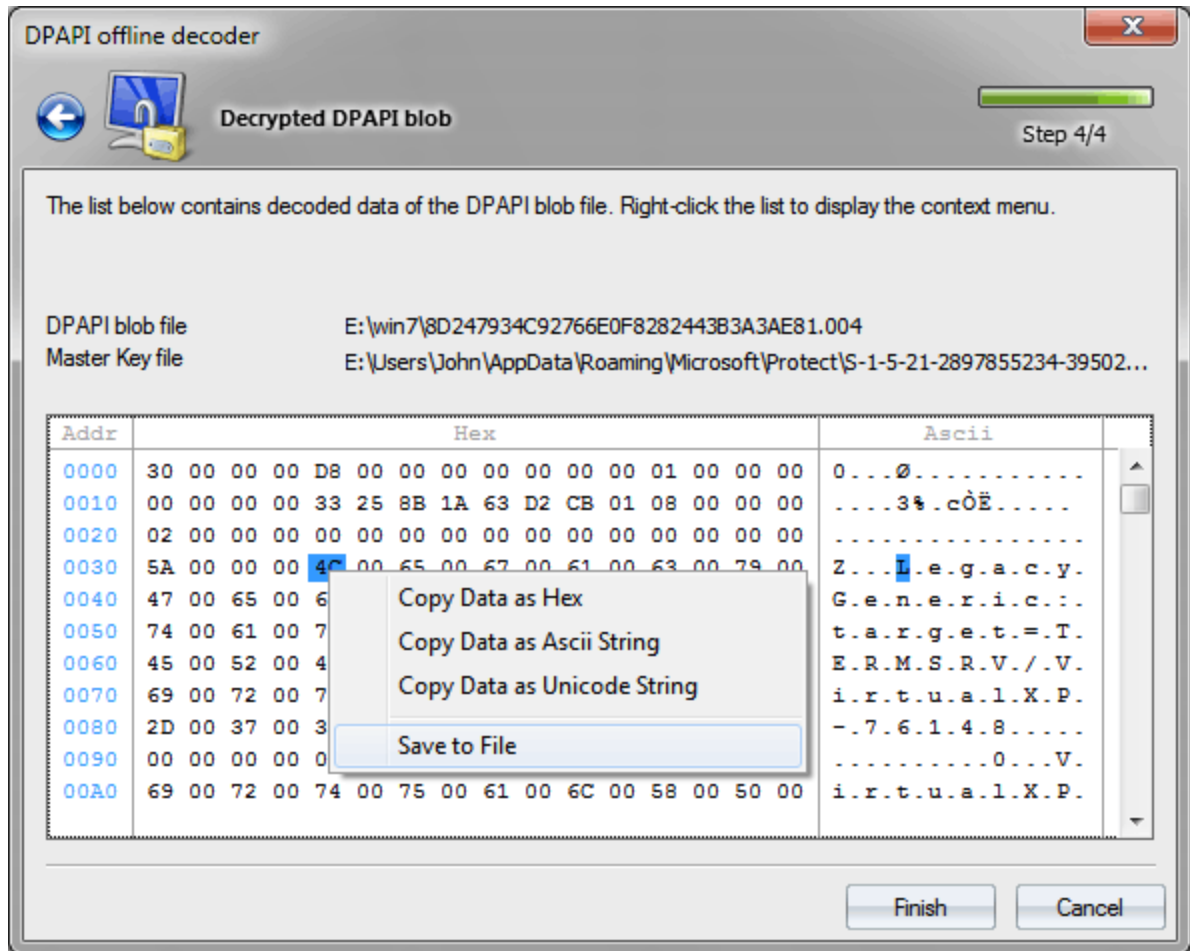 DPAPI offline decoder
Decrypted DPAPI blob
Step 4/4
The list below contains decoded data of the DPAPI blob file. Right-click the list to display the context menu.
DPAPI blob file E:\win7\8D247934C92766E0F8282443B3A3AE81.004
Master Key file E:\Users\John\AppData\Roaming\Microsoft\Protect\S-1-5-21-2897855234-39502...
Addr Hex Ascii
0000 30 00 00 00 D8 00 00 00 00 00 00 00 01 00 00 00 0...Ø...........
0010 00 00 00 00 33 25 8B 1A 63 D2 CB 01 08 00 00 00 ....3%.cÒË.....
0020 02 00 00 00 00 00 00 00 00 00 00 00 00 00 00 00 ................
0030 5A 00 00 00 4C 00 65 00 67 00 61 00 63 00 79 00 Z...L.e.g.a.c.y.
0040 47 00 65 00 6 G.e.n.e.r.i.c.:.
0050 74 00 61 00 7 t.a.r.g.e.t.=.T.
0060 45 00 52 00 4 E.R.M.S.R.V./.V.
0070 69 00 72 00 7 i.r.t.u.a.l.X.P.
0080 2D 00 37 00 3 -.7.6.1.4.8.....
0090 00 00 00 00 0 ..........0...V.
00A0 69 00 72 00 74 00 75 00 61 00 6C 00 58 00 50 00 i.r.t.u.a.l.X.P.
Copy Data as Hex
Copy Data as Ascii String
Copy Data as Unicode String
Save to File
Finish Cancel